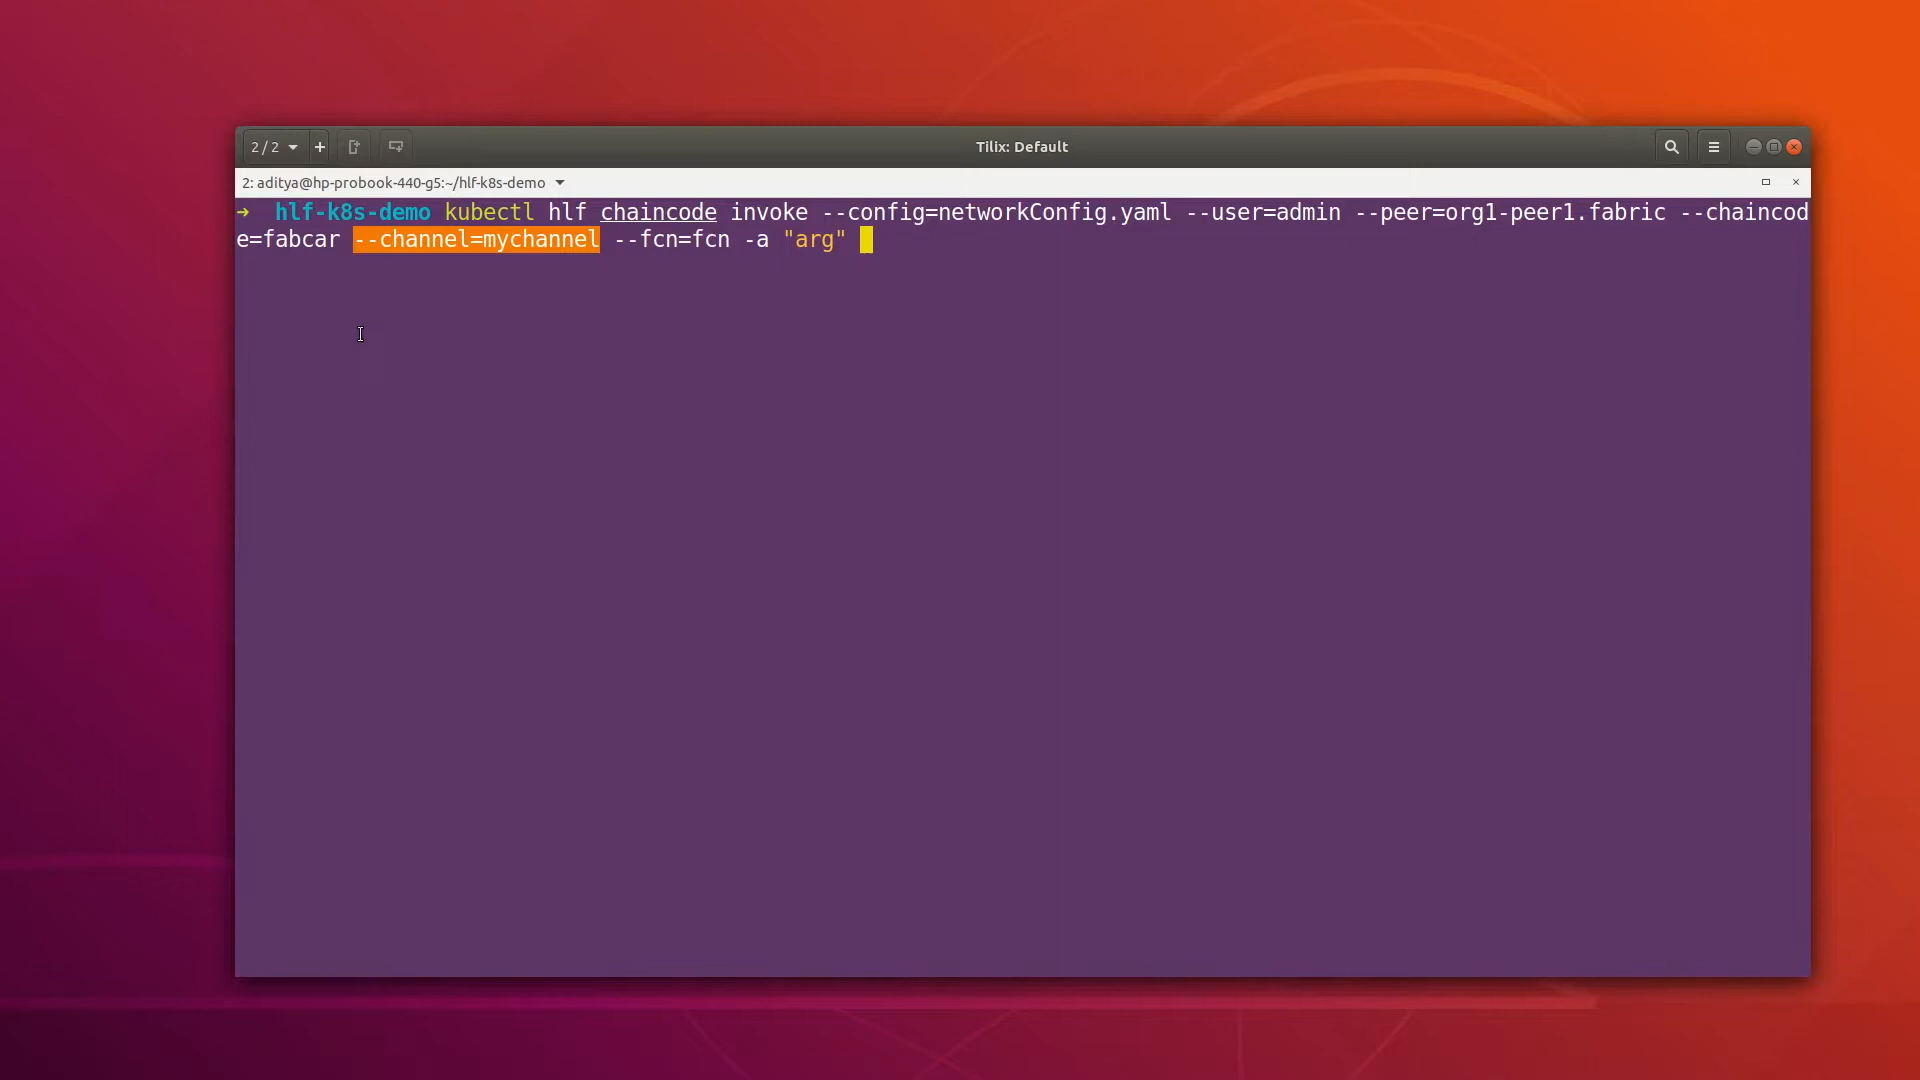 2 / 2
Tilix: Default
2: aditya@hp-probook-440-g5:~/hlf-k8s-demo
→ hlf-k8s-demo kubectl hlf chaincode invoke --config=networkConfig.yaml --user=admin --peer=org1-peer1.fabric --chaincod
e=fabcar --channel=mychannel --fcn=fcn -a "arg"